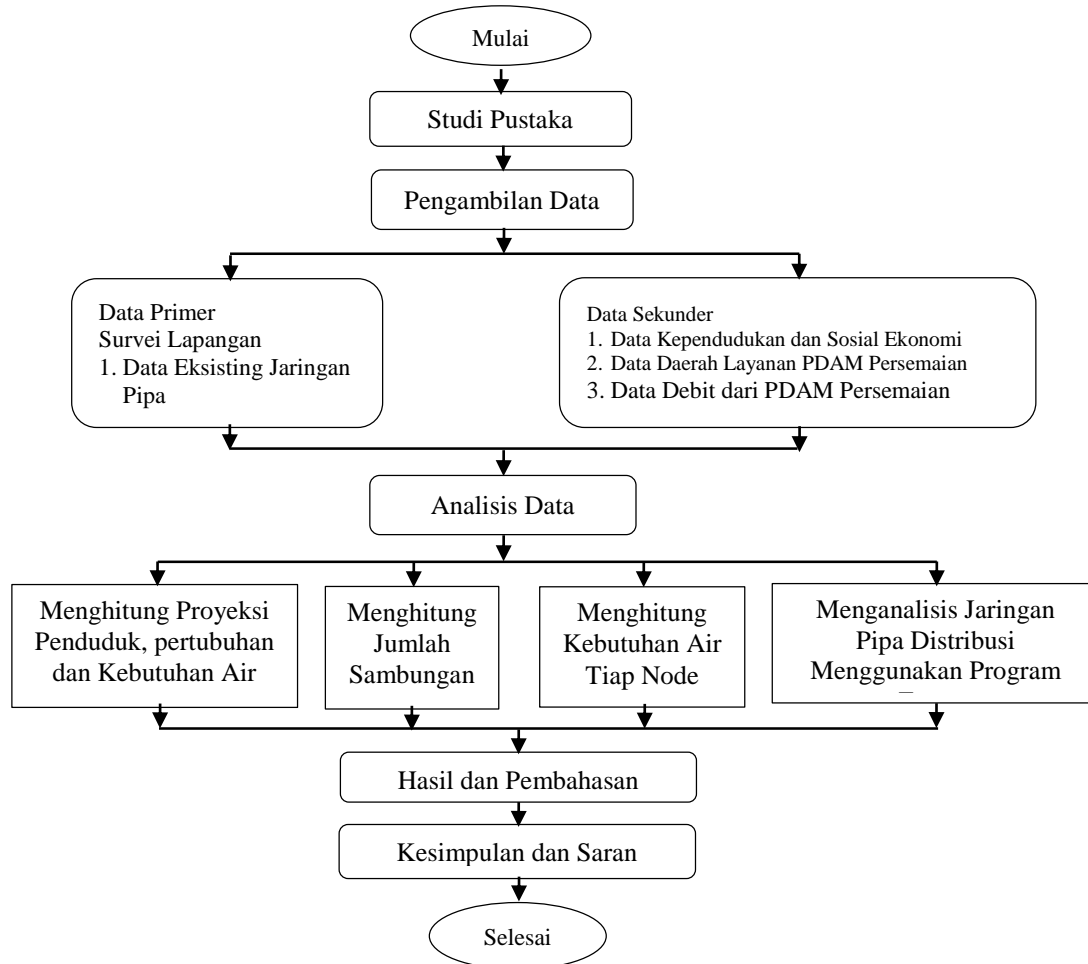 Mulai
Studi Pustaka
Pengambilan Data
Data Primer
Survei Lapangan
1. Data Eksisting Jaringan
Pipa
Data Sekunder
1. Data Kependudukan dan Sosial Ekonomi
2. Data Daerah Layanan PDAM Persemaian
3. Data Debit dari PDAM Persemaian
Analisis Data
Menghitung Proyeksi
Penduduk, pertubuhan
dan Kebutuhan Air
Menghitung
Jumlah
Sambungan
Menghitung
Kebutuhan Air
Tiap Node
Menganalisis Jaringan
Pipa Distribusi
Menggunakan Program
Hasil dan Pembahasan
Kesimpulan dan Saran
Selesai